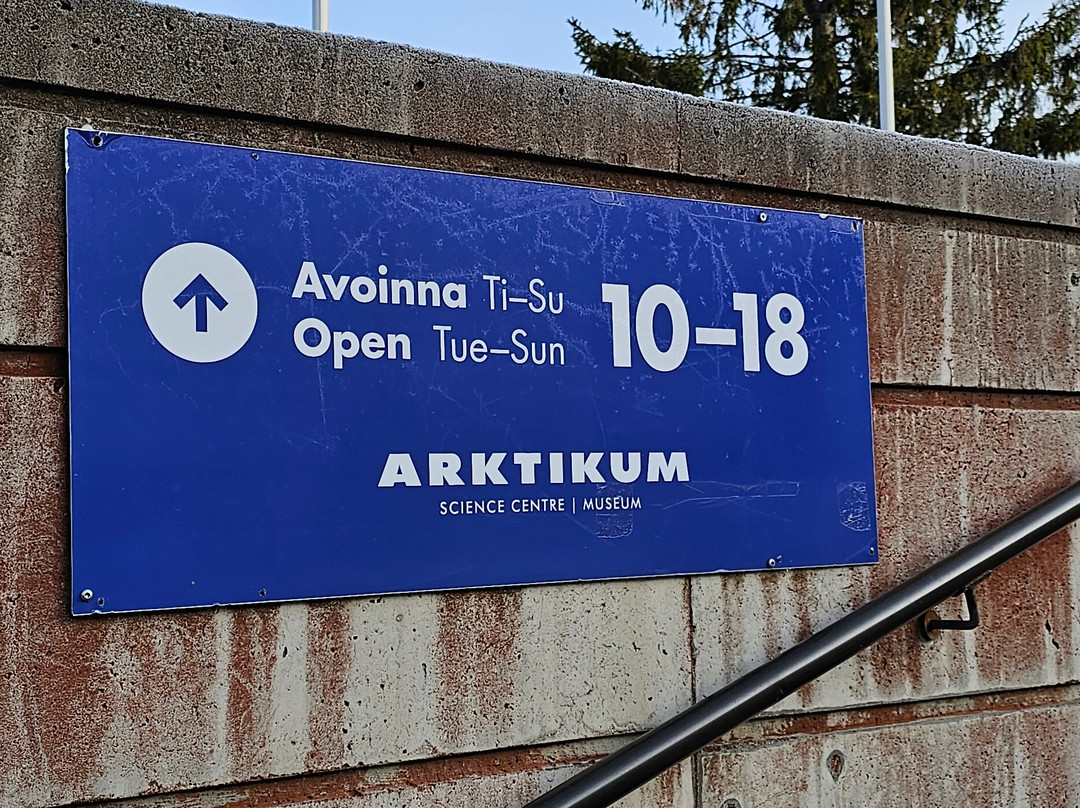 Avoinna Ti–Su 10–18
Open Tue–Sun
ARKTIKUM
SCIENCE CENTRE | MUSEUM